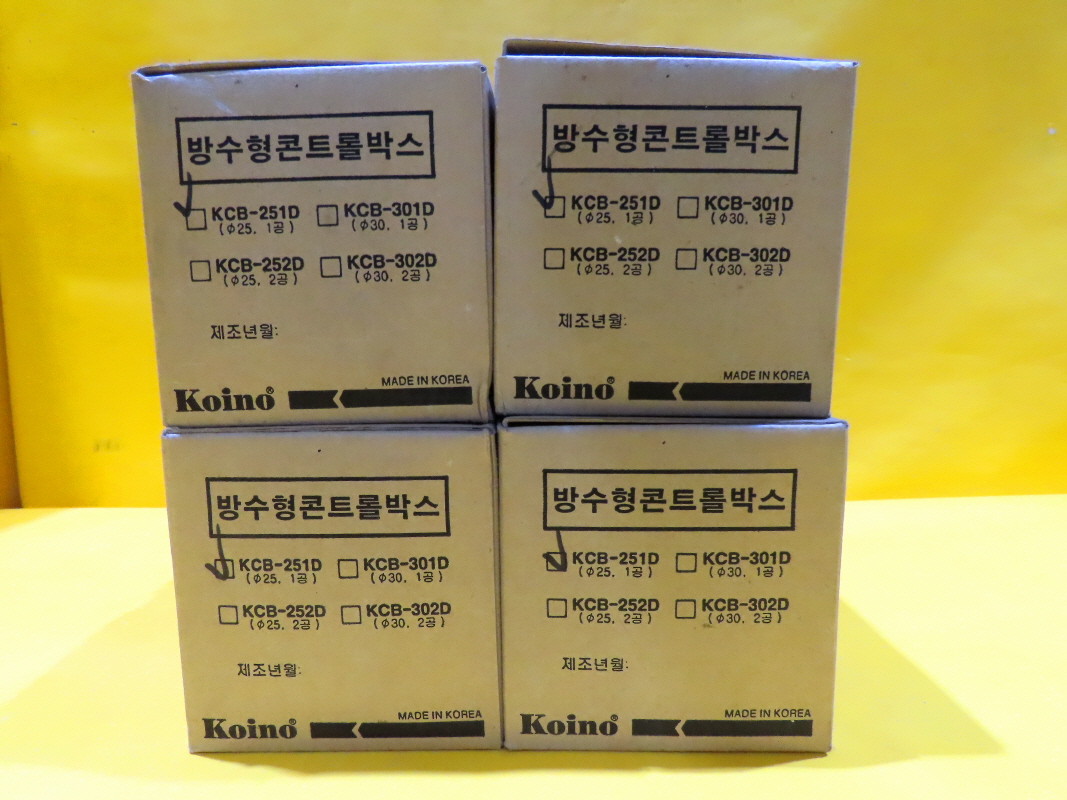 방수형콘트롤박스
KCB-251D
(φ25, 1공)
KCB-301D
(φ30, 1공)
KCB-252D
(φ25, 2공)
KCB-302D
(φ30, 2공)
제조년월:
MADE IN KOREA
Koino®
방수형콘트롤박스
KCB-251D
(φ25, 1공)
KCB-301D
(φ30, 1공)
KCB-252D
(φ25, 2공)
KCB-302D
(φ30, 2공)
제조년월:
MADE IN KOREA
Koino®
방수형콘트롤박스
KCB-251D
(φ25, 1공)
KCB-301D
(φ30, 1공)
KCB-252D
(φ25, 2공)
KCB-302D
(φ30, 2공)
제조년월:
MADE IN KOREA
Koino®
방수형콘트롤박스
KCB-251D
(φ25, 1공)
KCB-301D
(φ30, 1공)
KCB-252D
(φ25, 2공)
KCB-302D
(φ30, 2공)
제조년월:
MADE IN KOREA
Koino®